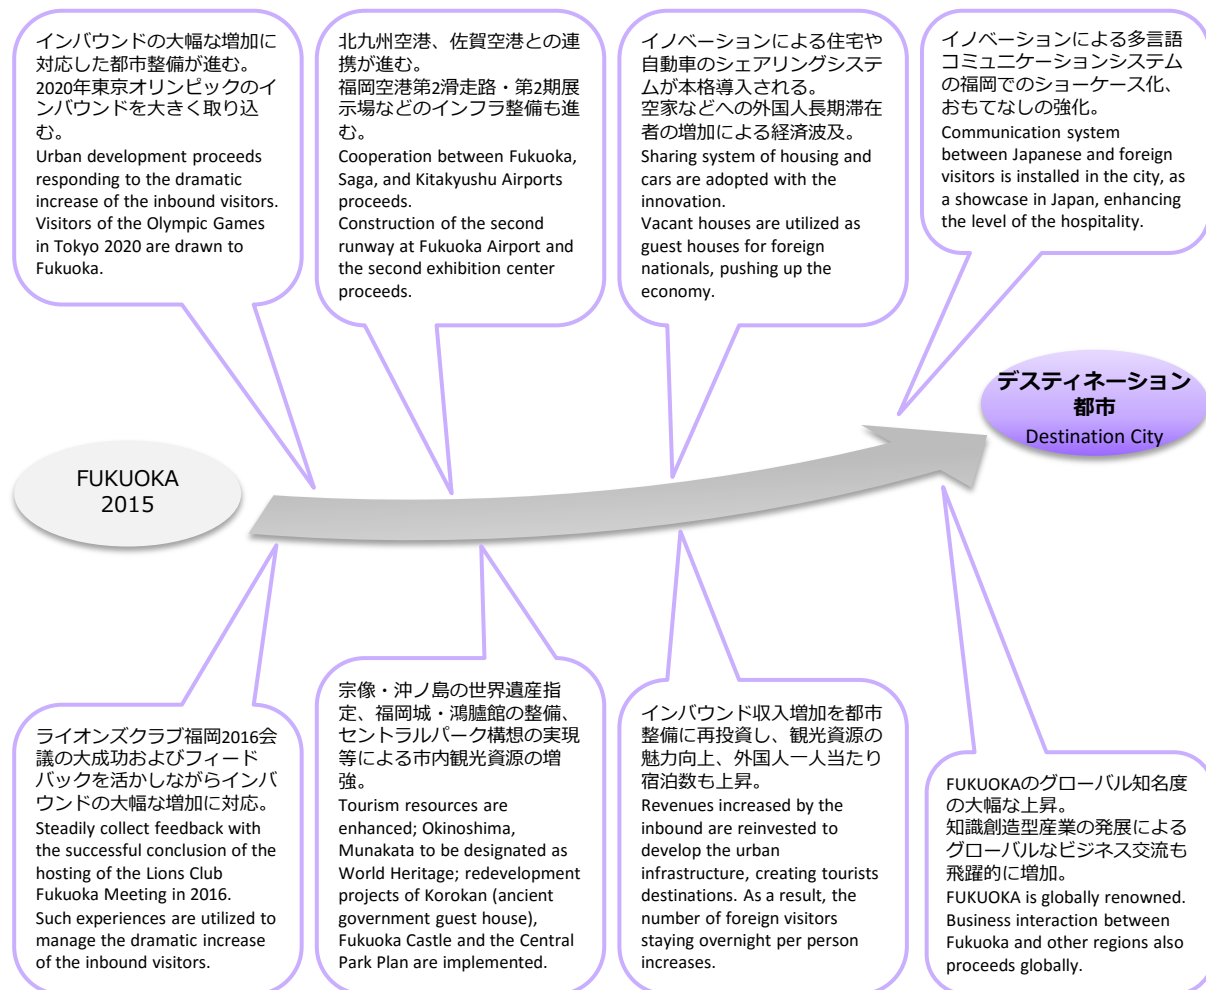 インバウンドの大幅な増加に
対応した都市整備が進む。
2020年東京オリンピックのイ
ンバウンドを大きく取り込
む。
Urban development proceeds
responding to the dramatic
increase of the inbound visitors.
Visitors of the Olympic Games
in Tokyo 2020 are drawn to
Fukuoka.
北九州空港、佐賀空港との連
携が進む。
福岡空港第2滑走路・第2期展
示場などのインフラ整備も進
む。
Cooperation between Fukuoka,
Saga, and Kitakyushu Airports
proceeds.
Construction of the second
runway at Fukuoka Airport and
the second exhibition center
proceeds.
イノベーションによる住宅や
自動車のシェアリングシステ
ムが本格導入される。
空家などへの外国人長期滞在
者の増加による経済波及。
Sharing system of housing and
cars are adopted with the
innovation.
Vacant houses are utilized as
guest houses for foreign
nationals, pushing up the
economy.
イノベーションによる多言語
コミュニケーションシステム
の福岡でのショーケース化、
おもてなしの強化。
Communication system
between Japanese and foreign
visitors is installed in the city, as
a showcase in Japan, enhancing
the level of the hospitality.
デスティネーション
都市
Destination City
FUKUOKA
2015
ライオンズクラブ福岡2016会
議の大成功およびフィード
バックを活かしながらインバ
ウンドの大幅な増加に対応。
Steadily collect feedback with
the successful conclusion of the
hosting of the Lions Club
Fukuoka Meeting in 2016.
Such experiences are utilized to
manage the dramatic increase
of the inbound visitors.
宗像・沖ノ島の世界遺産指
定、福岡城・鴻臚館の整備、
セントラルパーク構想の実現
等による市内観光資源の増
強。
Tourism resources are
enhanced; Okinoshima,
Munakata to be designated as
World Heritage; redevelopment
projects of Korokan (ancient
government guest house),
Fukuoka Castle and the Central
Park Plan are implemented.
インバウンド収入増加を都市
整備に再投資し、観光資源の
魅力向上、外国人一人当たり
宿泊数も上昇。
Revenues increased by the
inbound are reinvested to
develop the urban
infrastructure, creating tourists
destinations. As a result, the
number of foreign visitors
staying overnight per person
increases.
FUKUOKAのグローバル知名度
の大幅な上昇。
知識創造型産業の発展による
グローバルなビジネス交流も
飛躍的に増加。
FUKUOKA is globally renowned.
Business interaction between
Fukuoka and other regions also
proceeds globally.